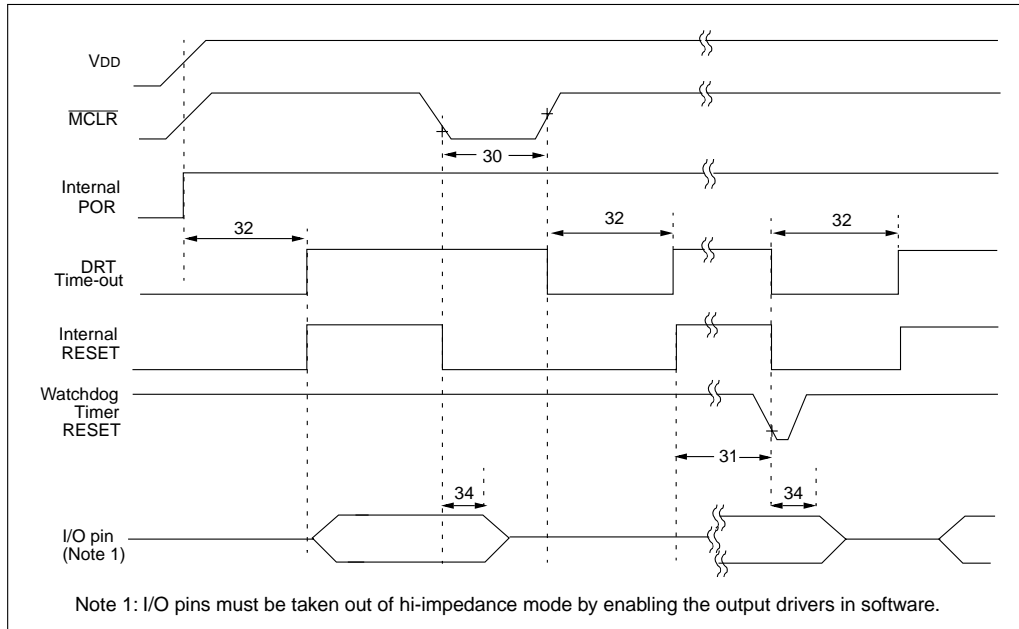 VDD
MCLR
30
Internal
POR
32
32
32
DRT
Time-out
Internal
RESET
Watchdog
Timer
RESET
31
34
34
I/O pin
(Note 1)
Note 1: I/O pins must be taken out of hi-impedance mode by enabling the output drivers in software.